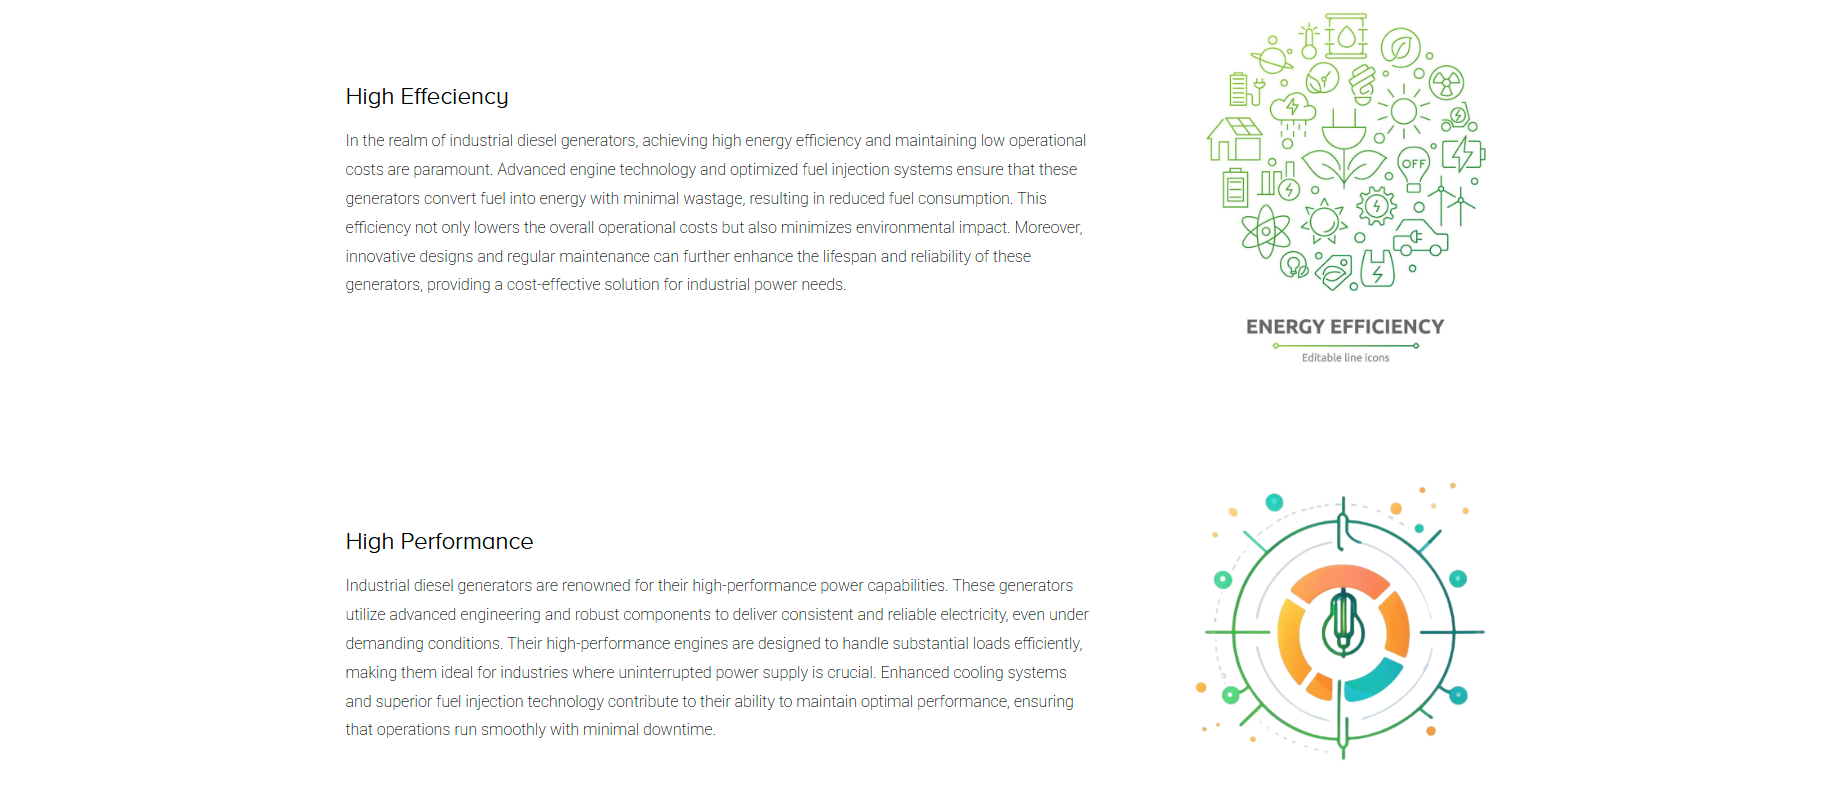 High Effeciency
In the realm of industrial diesel generators, achieving high energy efficiency and maintaining low operational
costs are paramount. Advanced engine technology and optimized fuel injection systems ensure that these
generators convert fuel into energy with minimal wastage, resulting in reduced fuel consumption. This
efficiency not only lowers the overall operational costs but also minimizes environmental impact. Moreover,
innovative designs and regular maintenance can further enhance the lifespan and reliability of these
generators, providing a cost-effective solution for industrial power needs.
OFF
ENERGY EFFICIENCY
Editable line icons
High Performance
Industrial diesel generators are renowned for their high-performance power capabilities. These generators
utilize advanced engineering and robust components to deliver consistent and reliable electricity, even under
demanding conditions. Their high-performance engines are designed to handle substantial loads efficiently,
making them ideal for industries where uninterrupted power supply is crucial. Enhanced cooling systems
and superior fuel injection technology contribute to their ability to maintain optimal performance, ensuring
that operations run smoothly with minimal downtime.